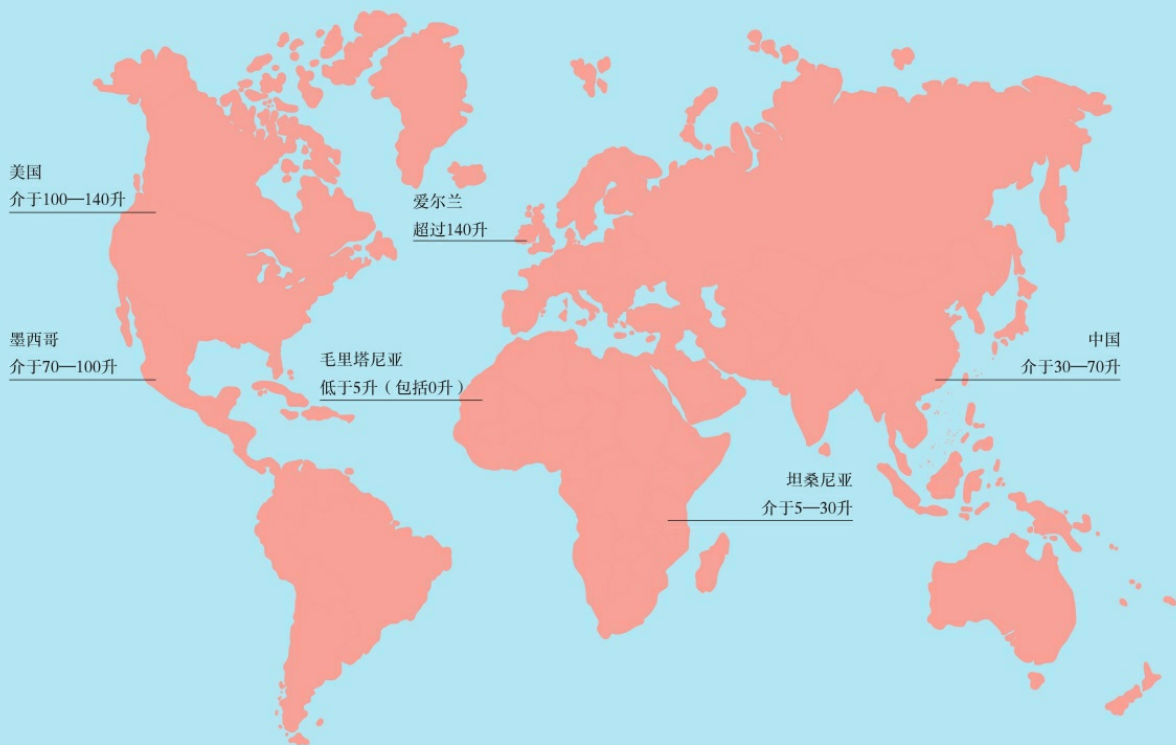 美国
介于100—140升
爱尔兰
超过140升
墨西哥
介于70—100升
毛里塔尼亚
低于5升（包括0升）
中国
介于30—70升
坦桑尼亚
介于5—30升